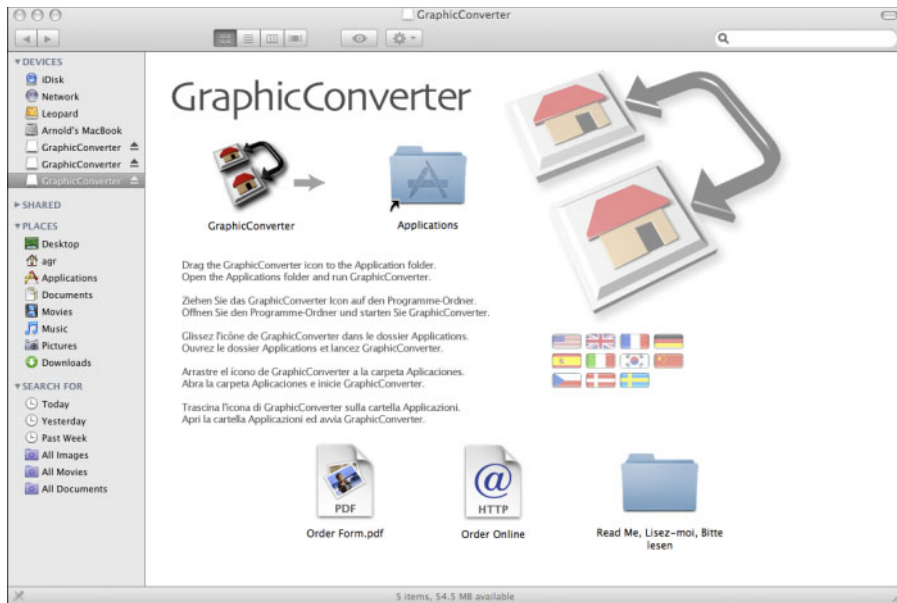 GraphicConverter
DEVICES
iDisk
Network
Leopard
Arnold's MacBook
GraphicConverter
GraphicConverter
GraphicConverter
SHARED
PLACES
Desktop
agr
Applications
Documents
Movies
Music
Pictures
Downloads
SEARCH FOR
Today
Yesterday
Past Week
All Images
All Movies
All Documents
GraphicConverter
GraphicConverter
Applications
Drag the GraphicConverter icon to the Application folder.
Open the Applications folder and run GraphicConverter.
Ziehen Sie das GraphicConverter Icon auf den Programme-Ordner.
Öffnen Sie den Programme-Ordner und starten Sie GraphicConverter.
Glissez l'icône de GraphicConverter dans le dossier Applications.
Ouvrez le dossier Applications et lancez GraphicConverter.
Arrastre el ícono de GraphicConverter a la carpeta Aplicaciones.
Abra la carpeta Aplicaciones e inicie GraphicConverter.
Trascina l'icona di GraphicConverter sulla cartella Applicazioni.
Apri la cartella Applicazioni ed avvia GraphicConverter.
PDF
Order Form.pdf
@
HTTP
Order Online
Read Me, Lisez-moi, Bitte
lesen
5 items, 54.5 MB available